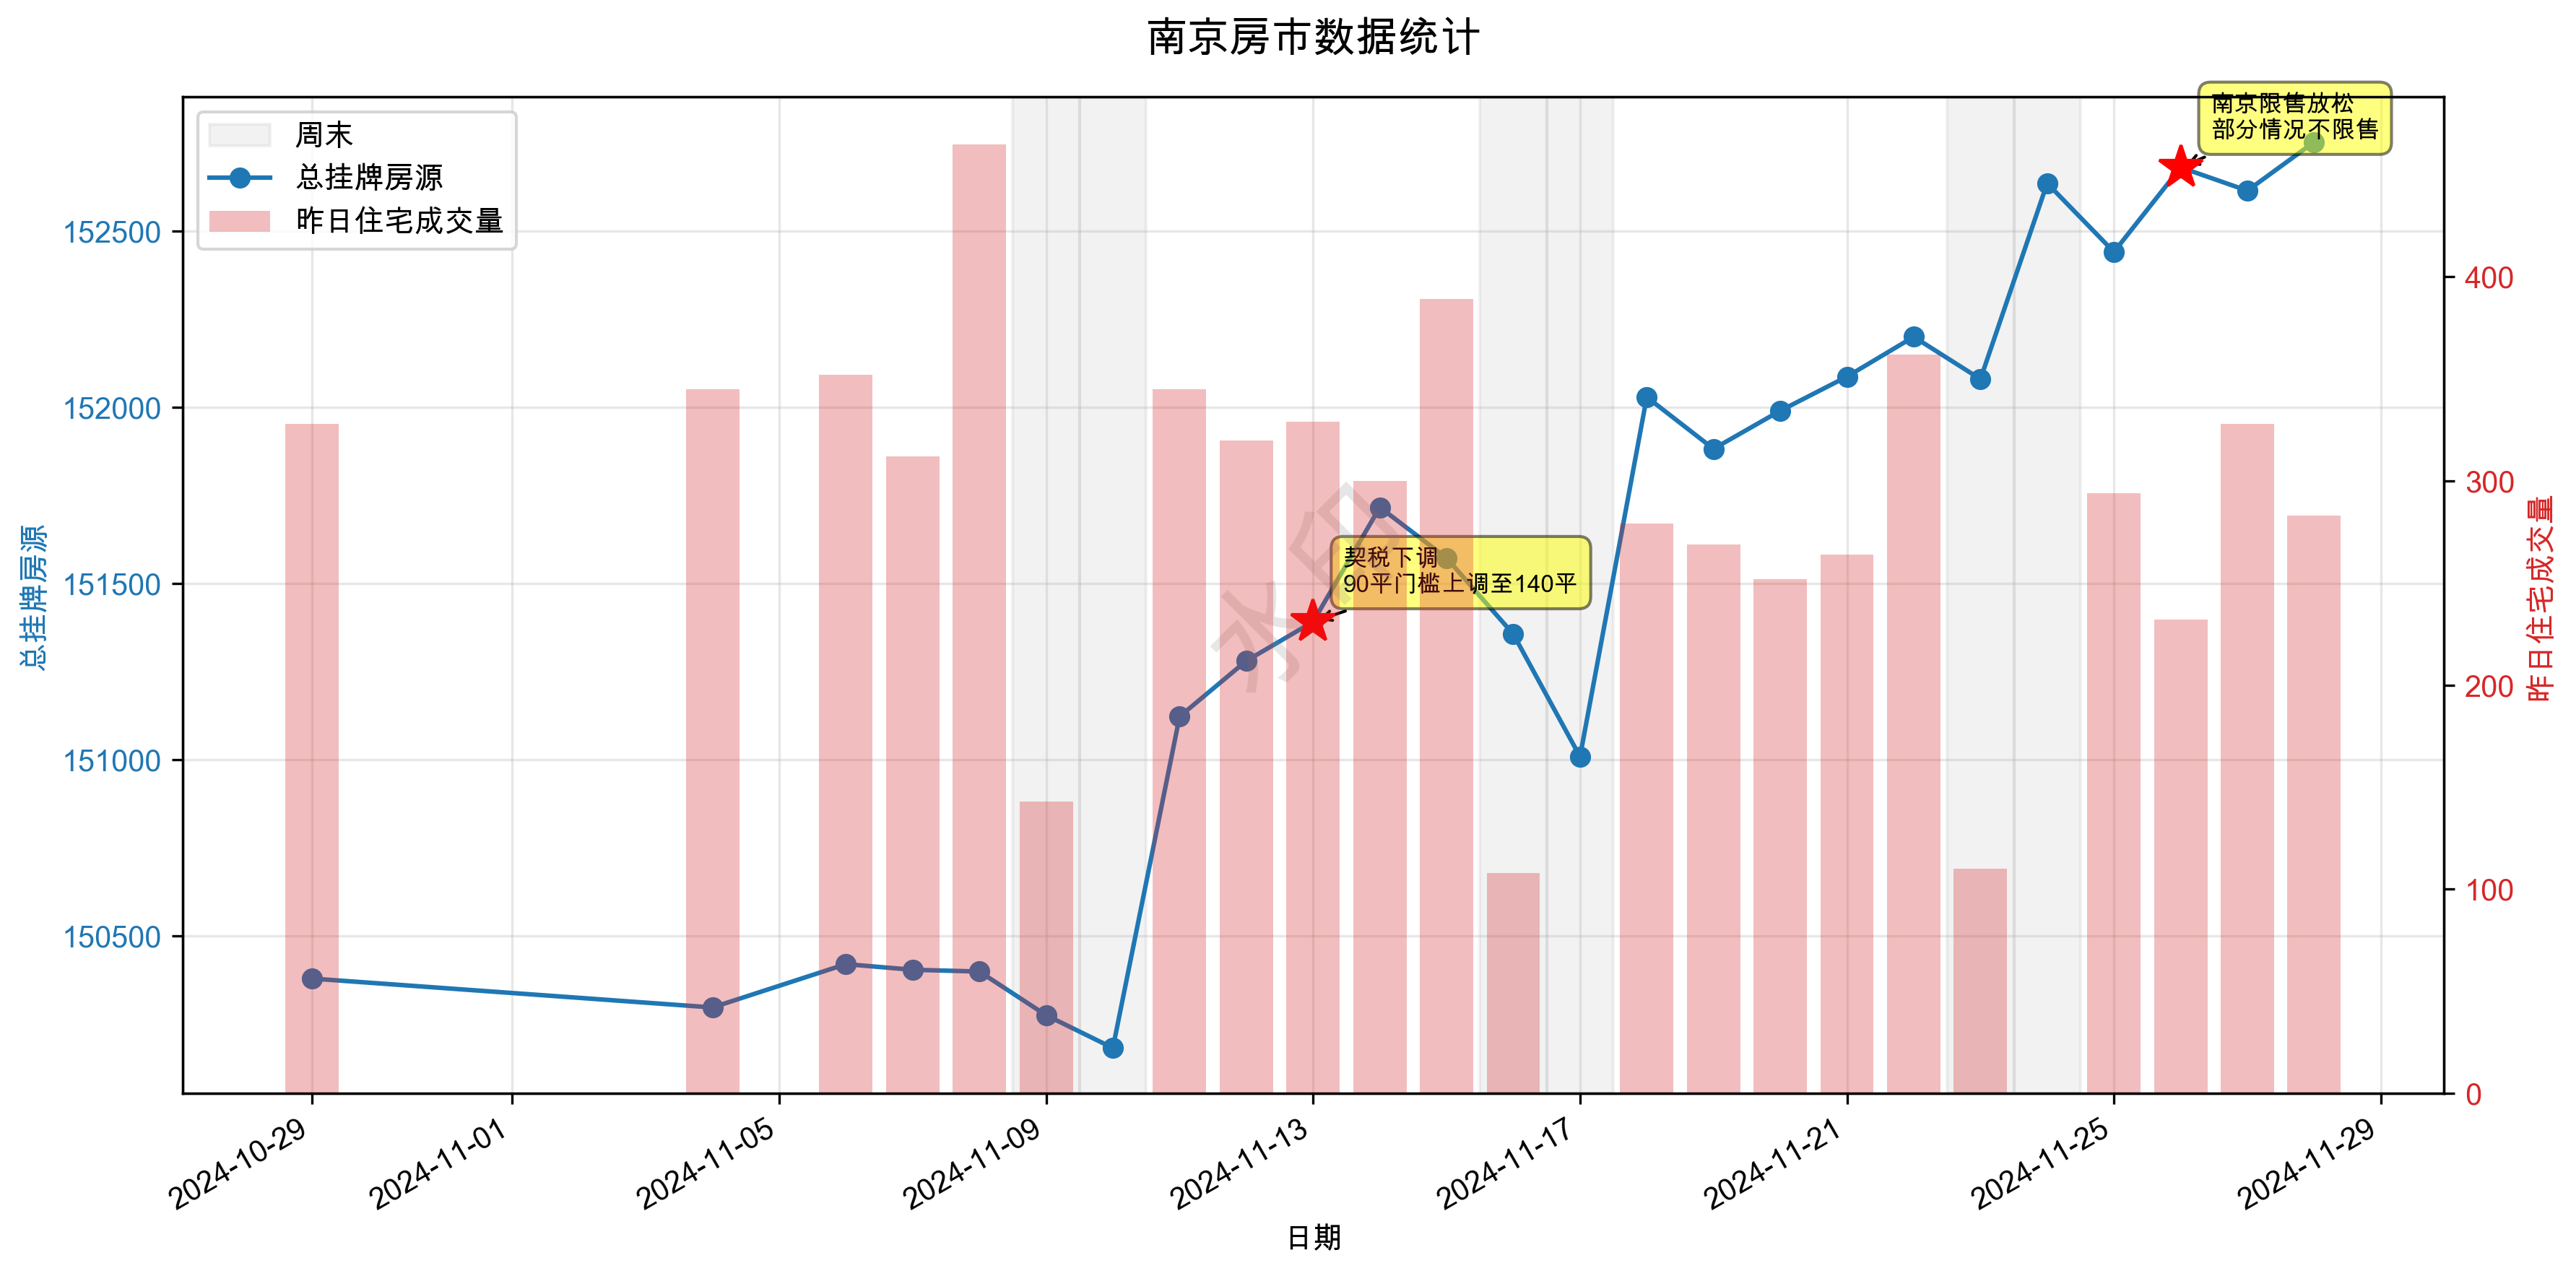 南京房市数据统计
周末
总挂牌房源
昨日住宅成交量
南京限售放松
部分情况不限售
契税下调
90平门槛上调至140平
水印
152500
152000
151500
151000
150500
总挂牌房源
400
300
200
100
0
昨日住宅成交量
2024-10-29
2024-11-01
2024-11-05
2024-11-09
2024-11-13
2024-11-17
2024-11-21
2024-11-25
2024-11-29
日期